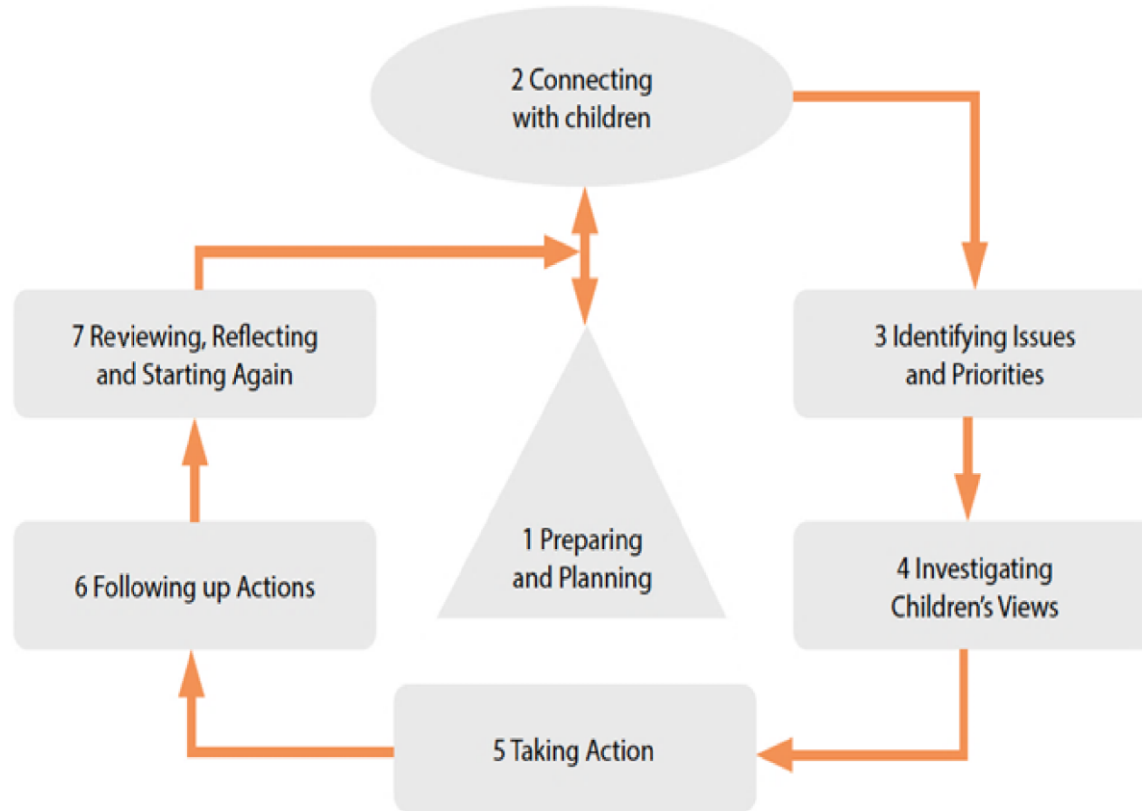 2 Connecting
with children
3 Identifying Issues
and Priorities
4 Investigating
Children’s Views
5 Taking Action
6 Following up Actions
7 Reviewing, Reflecting
and Starting Again
1 Preparing
and Planning